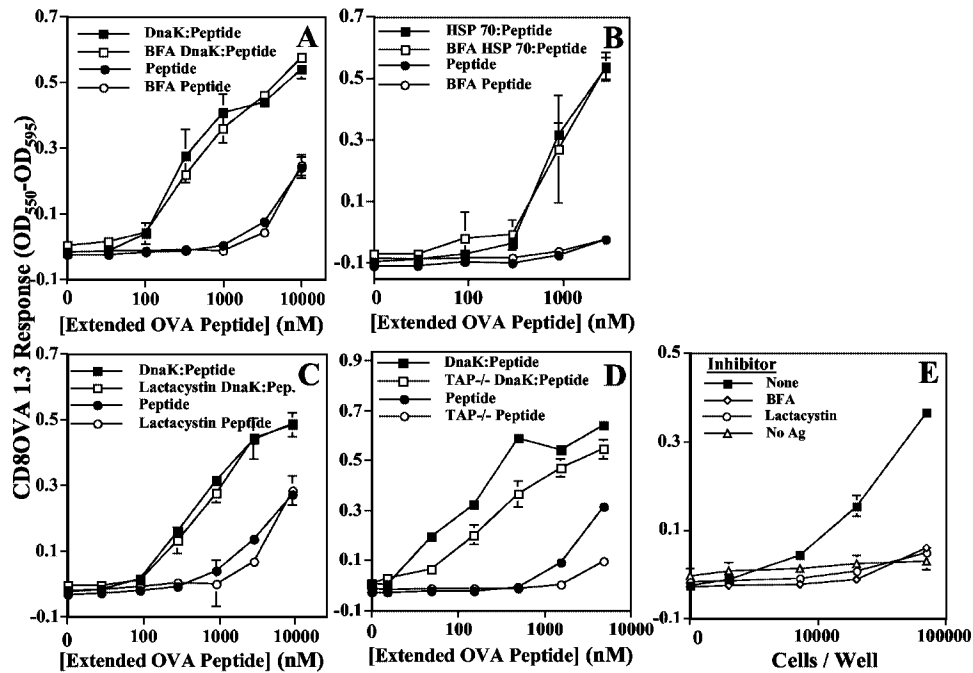 CD8OVA 1.3 Response (OD550-OD595)
A
DnaK:Peptide
BFA DnaK:Peptide
Peptide
BFA Peptide
0.7
0.5
0.3
0.1
-0.1
0 100 1000 10000
[Extended OVA Peptide] (nM)
B
HSP 70:Peptide
BFA HSP 70:Peptide
Peptide
BFA Peptide
0.7
0.5
0.3
0.1
-0.1
0 100 1000
[Extended OVA Peptide] (nM)
C
DnaK:Peptide
Lactacystin DnaK:Pep.
Peptide
Lactacystin Peptide
0.7
0.5
0.3
0.1
-0.1
0 100 1000 10000
[Extended OVA Peptide] (nM)
D
DnaK:Peptide
TAP-/- DnaK:Peptide
Peptide
TAP-/- Peptide
0.9
0.7
0.5
0.3
0.1
-0.1
0 100 1000 10000
[Extended OVA Peptide] (nM)
E
Inhibitor
None
BFA
Lactacystin
No Ag
0.5
0.3
0.1
-0.1
0 10000 100000
Cells / Well